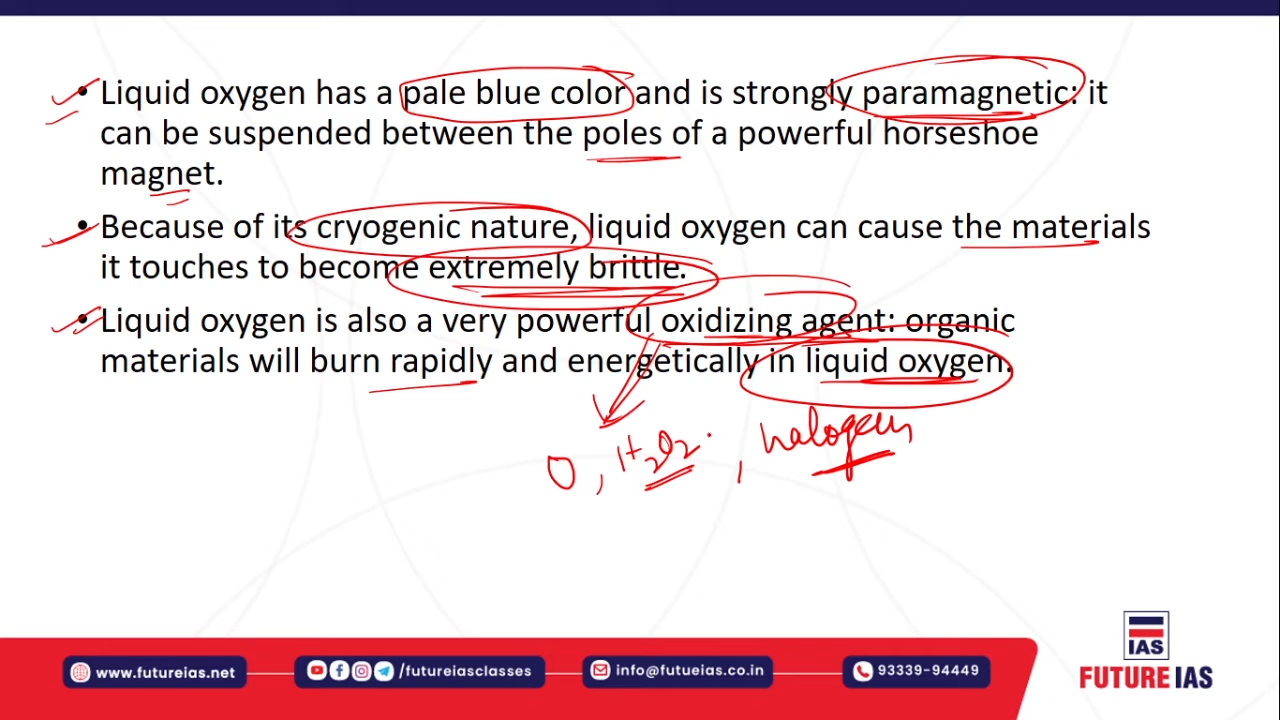 • Liquid oxygen has a pale blue color and is strongly paramagnetic: it
can be suspended between the poles of a powerful horseshoe
magnet.
• Because of its cryogenic nature, liquid oxygen can cause the materials
it touches to become extremely brittle.
• Liquid oxygen is also a very powerful oxidizing agent: organic
materials will burn rapidly and energetically in liquid oxygen.
O, H2O2, halogen
IAS
www.futureias.net /futureiasclasses info@futueias.co.in 93339-94449 FUTURE IAS